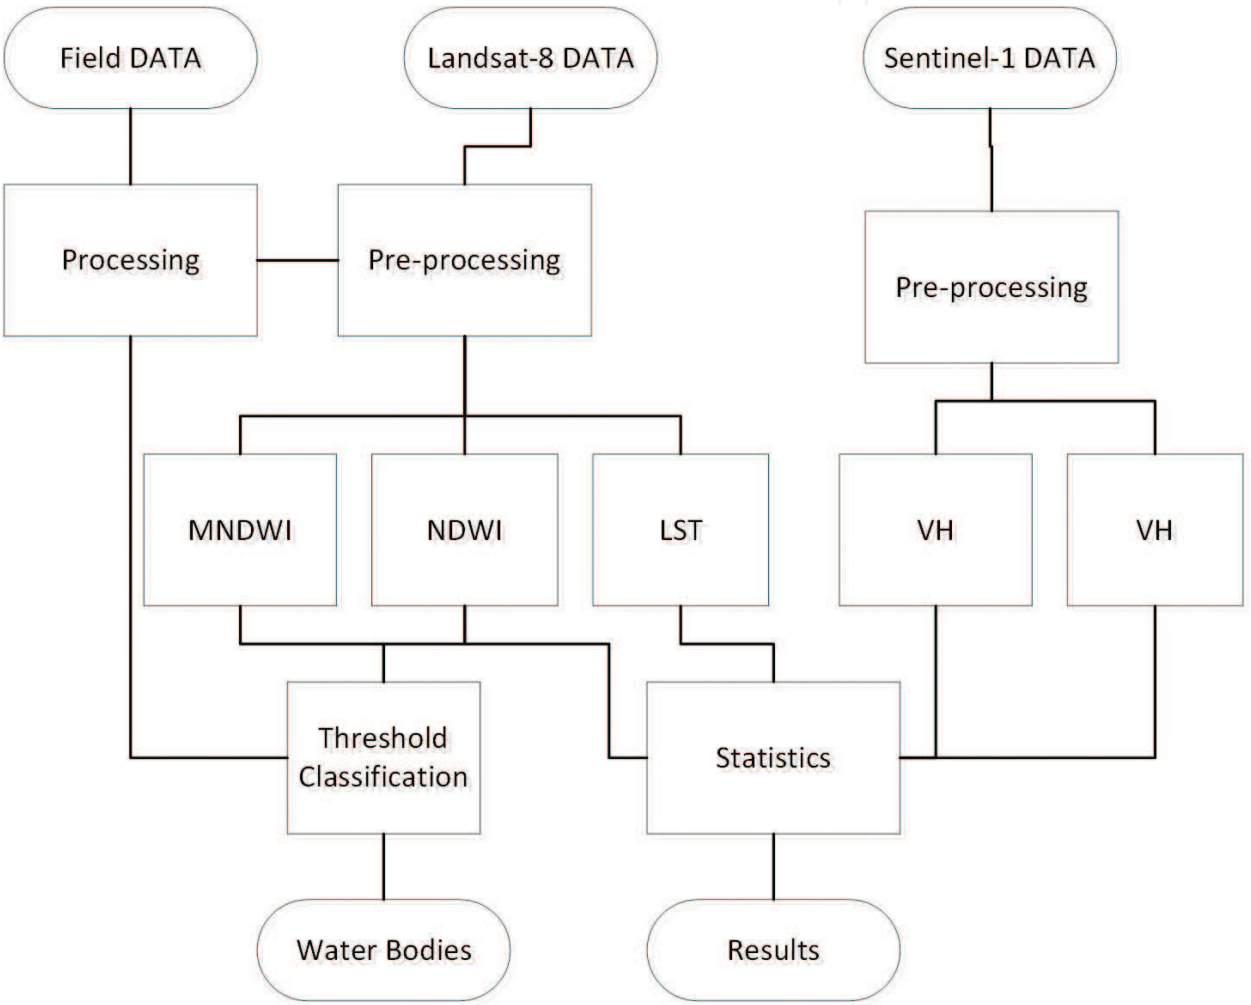 Field DATA
Landsat-8 DATA
Sentinel-1 DATA
Processing
Pre-processing
Pre-processing
MNDWI
NDWI
LST
VH
VH
Threshold
Classification
Statistics
Water Bodies
Results